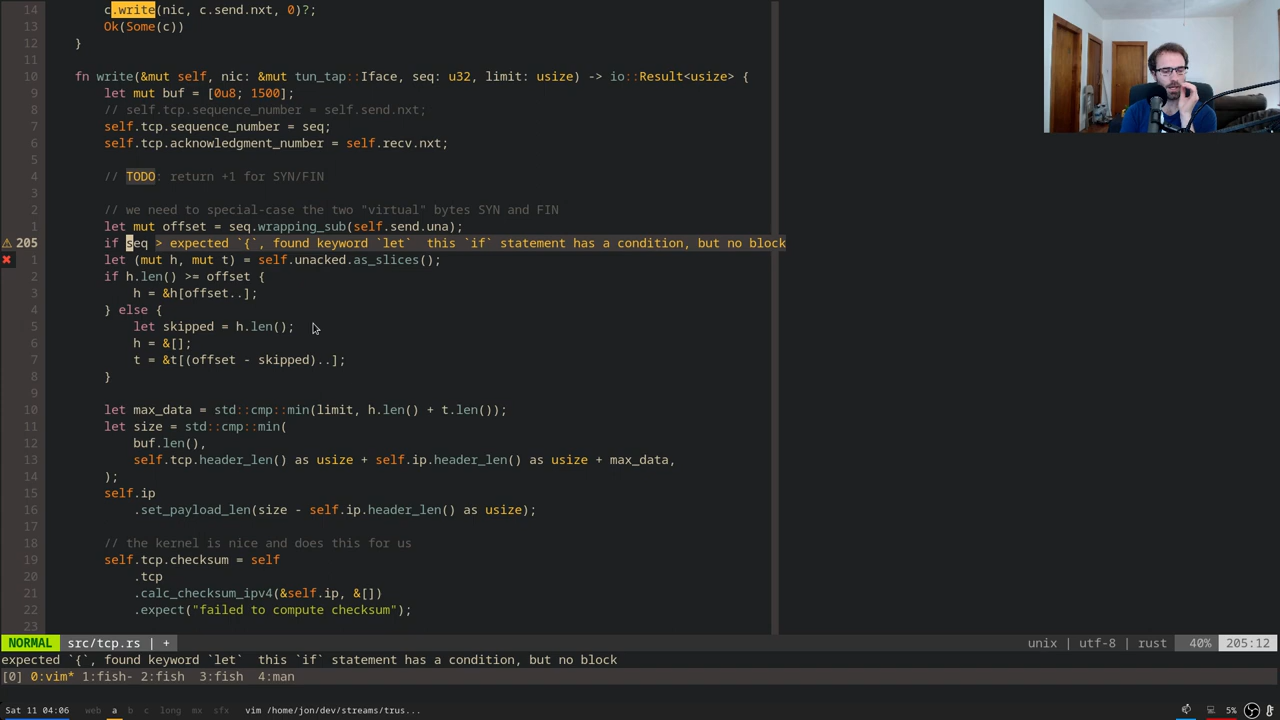 14 c.write(nic, c.send.nxt, 0)?;
13 Ok(Some(c))
12 }
11
10 fn write(&mut self, nic: &mut tun_tap::Iface, seq: u32, limit: usize) -> io::Result<usize> {
9 let mut buf = [0u8; 1500];
8 // self.tcp.sequence_number = self.send.nxt;
7 self.tcp.sequence_number = seq;
6 self.tcp.acknowledgment_number = self.recv.nxt;
5
4 // TODO: return +1 for SYN/FIN
3
2 // we need to special-case the two "virtual" bytes SYN and FIN
1 let mut offset = seq.wrapping_sub(self.send.una);
⚠ 205 if seq > expected `{`, found keyword `let`  this `if` statement has a condition, but no block
✖ 1 let (mut h, mut t) = self.unacked.as_slices();
2 if h.len() >= offset {
3 h = &h[offset..];
4 } else {
5 let skipped = h.len();
6 h = &[];
7 t = &t[(offset - skipped)..];
8 }
9
10 let max_data = std::cmp::min(limit, h.len() + t.len());
11 let size = std::cmp::min(
12 buf.len(),
13 self.tcp.header_len() as usize + self.ip.header_len() as usize + max_data,
14 );
15 self.ip
16 .set_payload_len(size - self.ip.header_len() as usize);
17
18 // the kernel is nice and does this for us
19 self.tcp.checksum = self
20 .tcp
21 .calc_checksum_ipv4(&self.ip, &[])
22 .expect("failed to compute checksum");
23
NORMAL src/tcp.rs | + unix | utf-8 | rust 40% 205:12
expected `{`, found keyword `let`  this `if` statement has a condition, but no block
[0] 0:vim* 1:fish- 2:fish 3:fish 4:man
Sat 11 04:06 web a b c long mx sfx vim /home/jon/dev/streams/trus... 5%